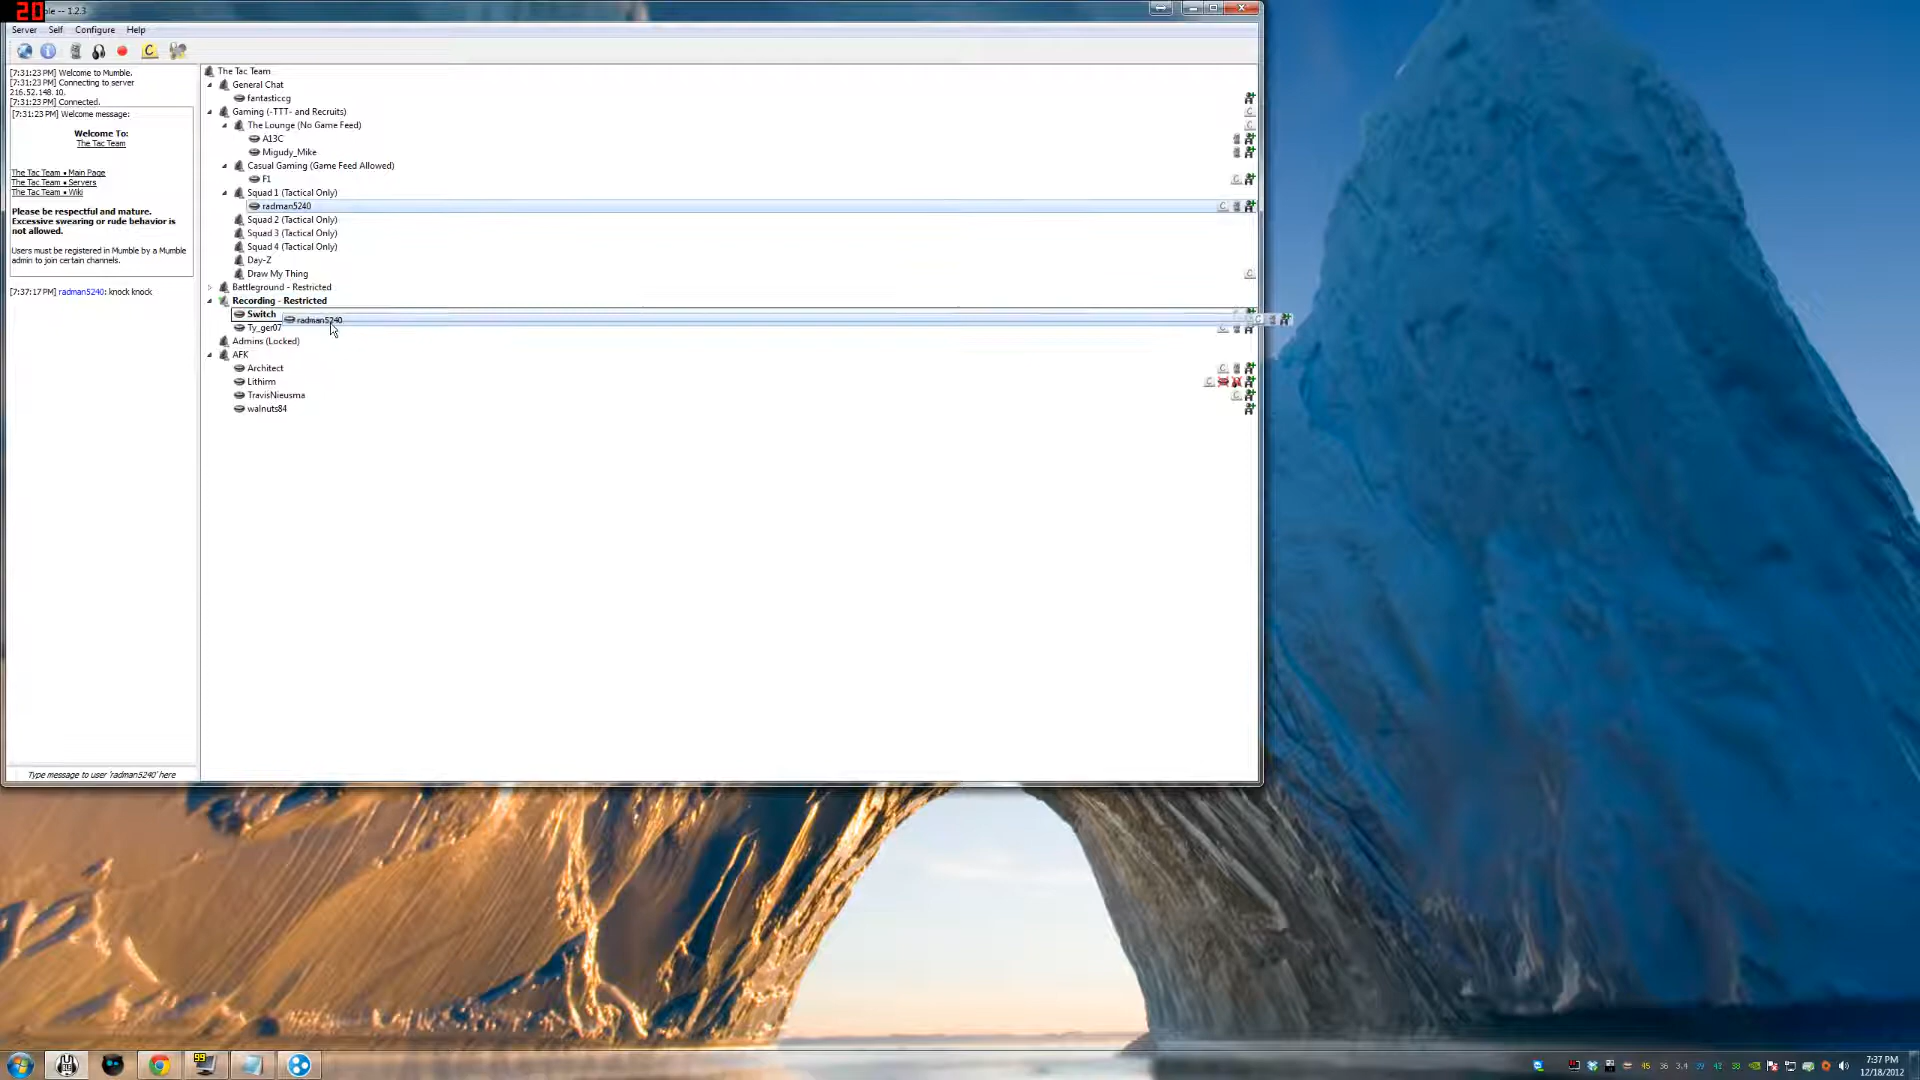 20
ble -- 1.2.3
Server Self Configure Help
[7:31:23 PM] Welcome to Mumble.
[7:31:23 PM] Connecting to server
216.52.148.10.
[7:31:23 PM] Connected.
[7:31:23 PM] Welcome message:
Welcome To:
The Tac Team
The Tac Team • Main Page
The Tac Team • Servers
The Tac Team • Wiki
Please be respectful and mature.
Excessive swearing or rude behavior is
not allowed.
Users must be registered in Mumble by a Mumble
admin to join certain channels.
[7:37:17 PM] radman5240: knock knock
Type message to user 'radman5240' here
The Tac Team
General Chat
fantasticcg
Gaming (-TTT- and Recruits)
The Lounge (No Game Feed)
A13C
Migudy_Mike
Casual Gaming (Game Feed Allowed)
F1
Squad 1 (Tactical Only)
radman5240
Squad 2 (Tactical Only)
Squad 3 (Tactical Only)
Squad 4 (Tactical Only)
Day-Z
Draw My Thing
Battleground - Restricted
Recording - Restricted
Switch
radman5240
Ty_ger07
Admins (Locked)
AFK
Architect
Lithirm
TravisNieusma
walnuts84
99
45 36 3.4 39 41 38
7:37 PM
12/18/2012